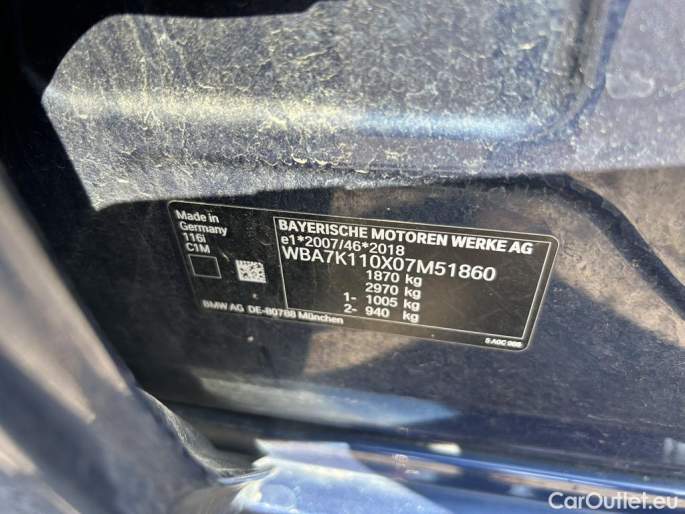 Made in
Germany
116i
C1M
BAYERISCHE MOTOREN WERKE AG
e1*2007/46*2018
WBA7K110X07M51860
1870 kg
2970 kg
1- 1005 kg
2- 940 kg
BMW AG DE-80788 München
CarOutlet.eu